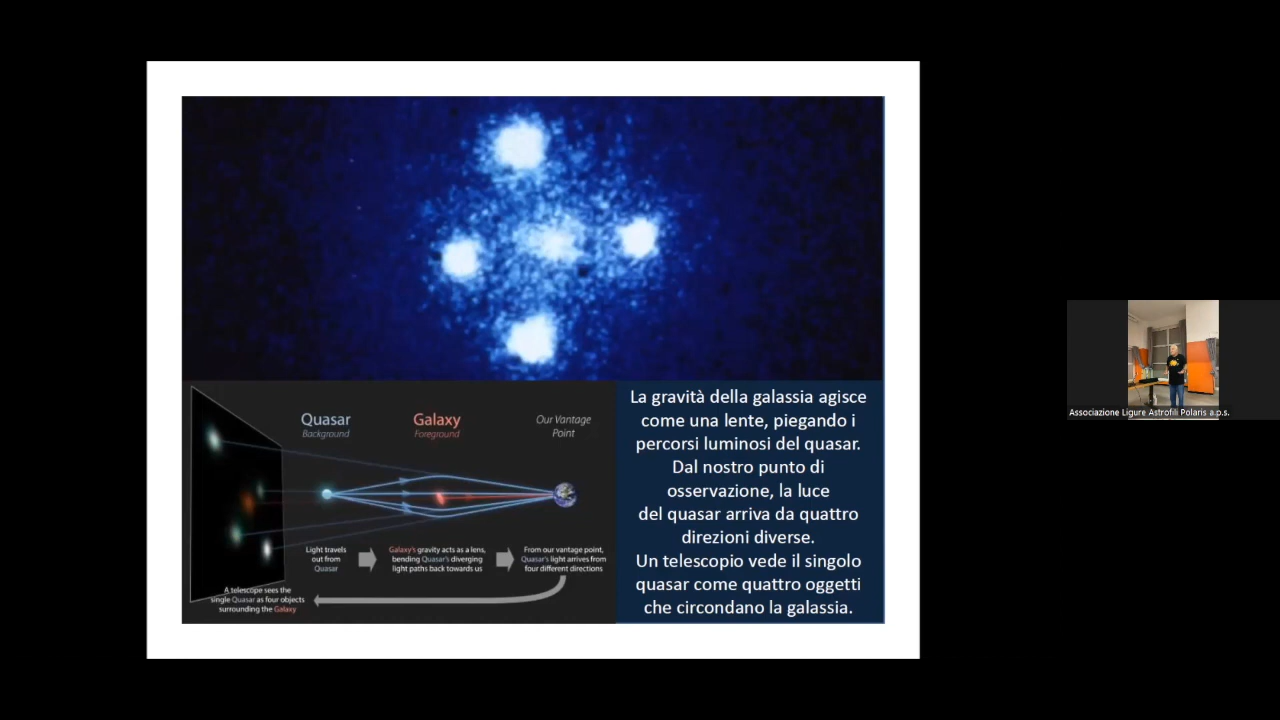 Quasar
Background
Galaxy
Foreground
Our Vantage
Point
Light travels
out from
Quasar
Galaxy's gravity acts as a lens,
bending Quasar's diverging
light paths back towards us
From our vantage point,
Quasar's light arrives from
four different directions
A telescope sees the
single Quasar as four objects
surrounding the Galaxy
La gravità della galassia agisce
come una lente, piegando i
percorsi luminosi del quasar.
Dal nostro punto di
osservazione, la luce
del quasar arriva da quattro
direzioni diverse.
Un telescopio vede il singolo
quasar come quattro oggetti
che circondano la galassia.
Associazione Ligure Astrofili Polaris a.p.s.